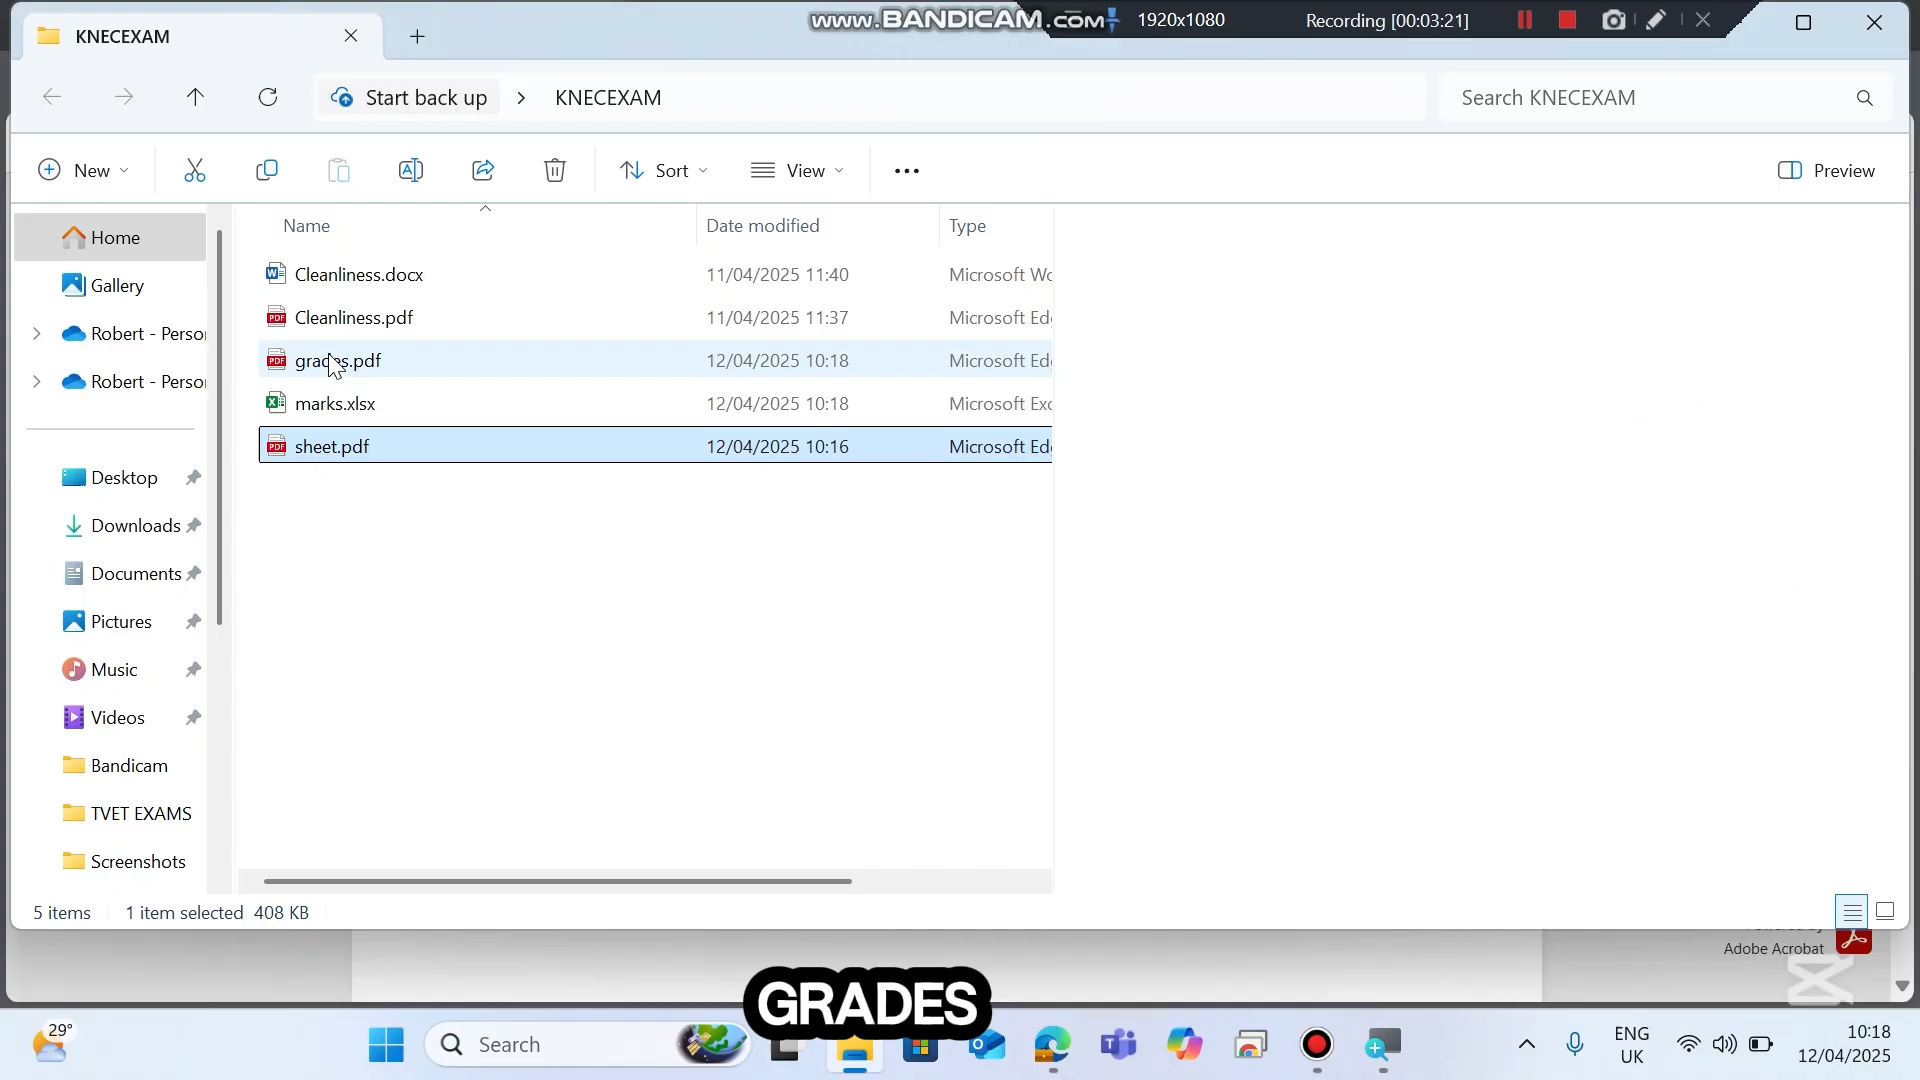 KNECEXAM
www.BANDICAM.com
1920x1080
Recording [00:03:21]
Start back up > KNECEXAM
Search KNECEXAM
New
Sort
View
Preview
Name
Date modified
Type
Home
Gallery
Robert - Person
Robert - Person
Desktop
Downloads
Documents
Pictures
Music
Videos
Bandicam
TVET EXAMS
Screenshots
Cleanliness.docx 11/04/2025 11:40 Microsoft Wo
Cleanliness.pdf 11/04/2025 11:37 Microsoft Ed
grades.pdf 12/04/2025 10:18 Microsoft Ed
marks.xlsx 12/04/2025 10:18 Microsoft Exc
sheet.pdf 12/04/2025 10:16 Microsoft Ed
5 items
1 item selected 408 KB
Adobe Acrobat
GRADES
29°
Search
ENG
UK
10:18
12/04/2025